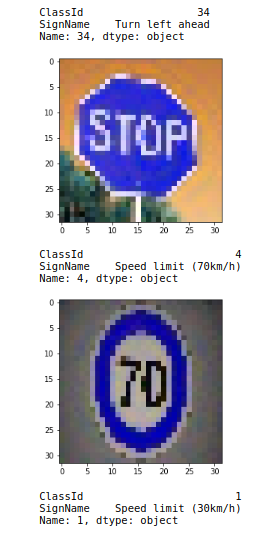 ClassId 34
SignName Turn left ahead
Name: 34, dtype: object
0
5
10
15
20
25
30
STOP
0 5 10 15 20 25 30
ClassId 4
SignName Speed limit (70km/h)
Name: 4, dtype: object
0
5
10
15
20
25
30
70
0 5 10 15 20 25 30
ClassId 1
SignName Speed limit (30km/h)
Name: 1, dtype: object